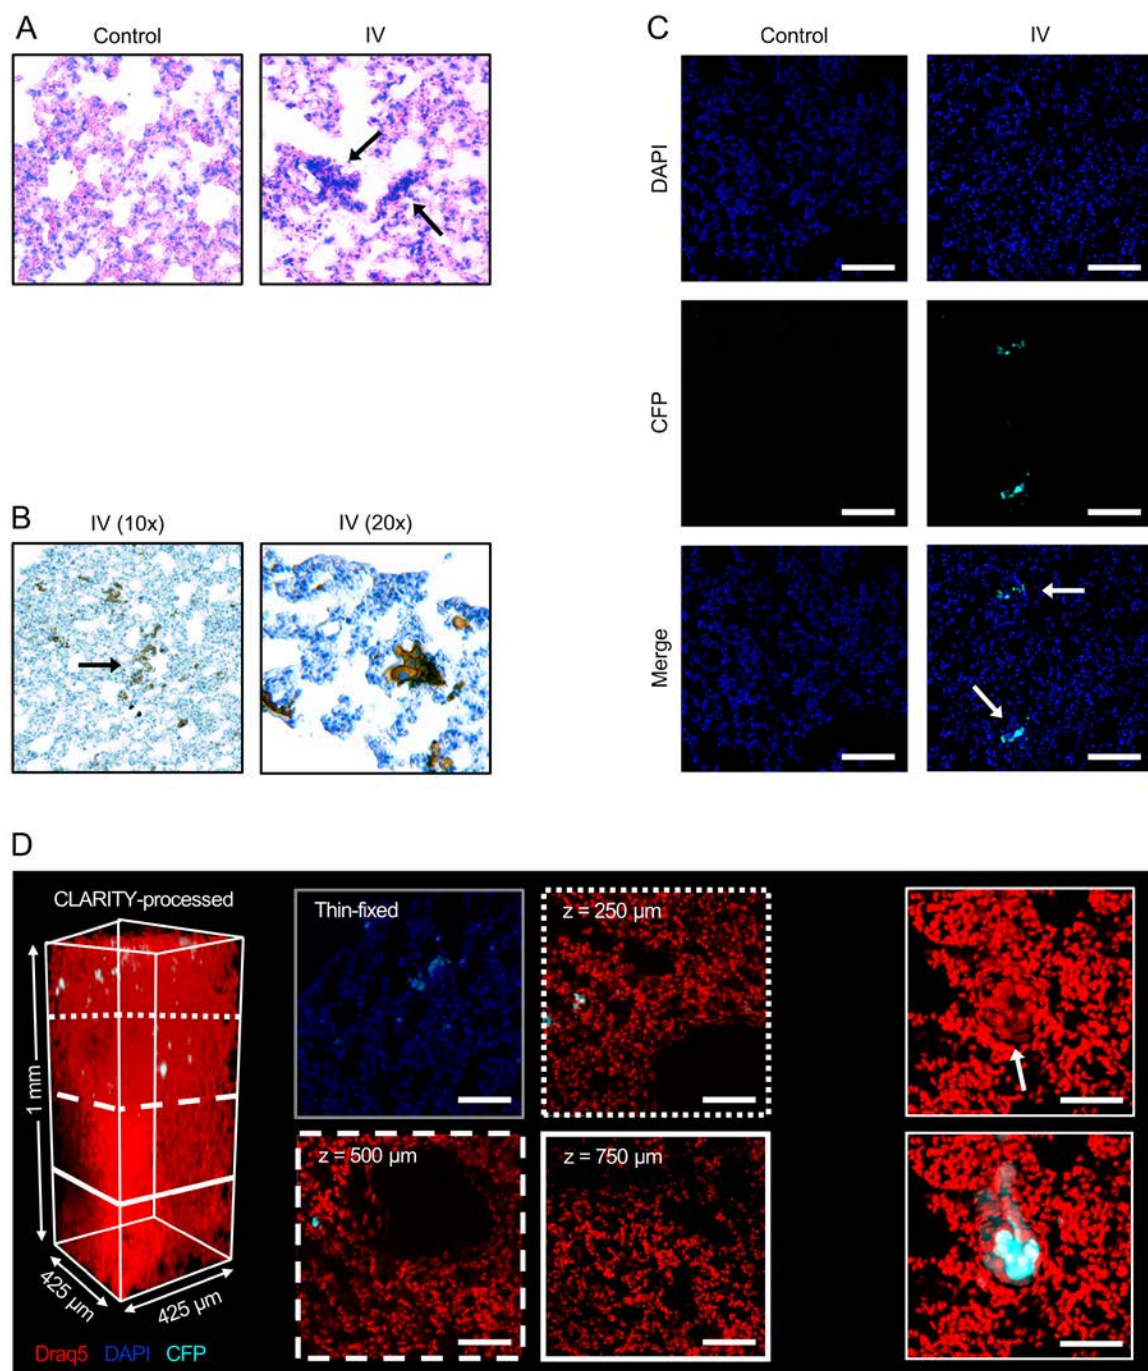 A
Control
IV
B
IV (10x)
IV (20x)
C
Control
IV
DAPI
CFP
Merge
D
CLARITY-processed
1 mm
425 µm
425 µm
Draq5 DAPI CFP
Thin-fixed
z = 250 µm
z = 500 µm
z = 750 µm